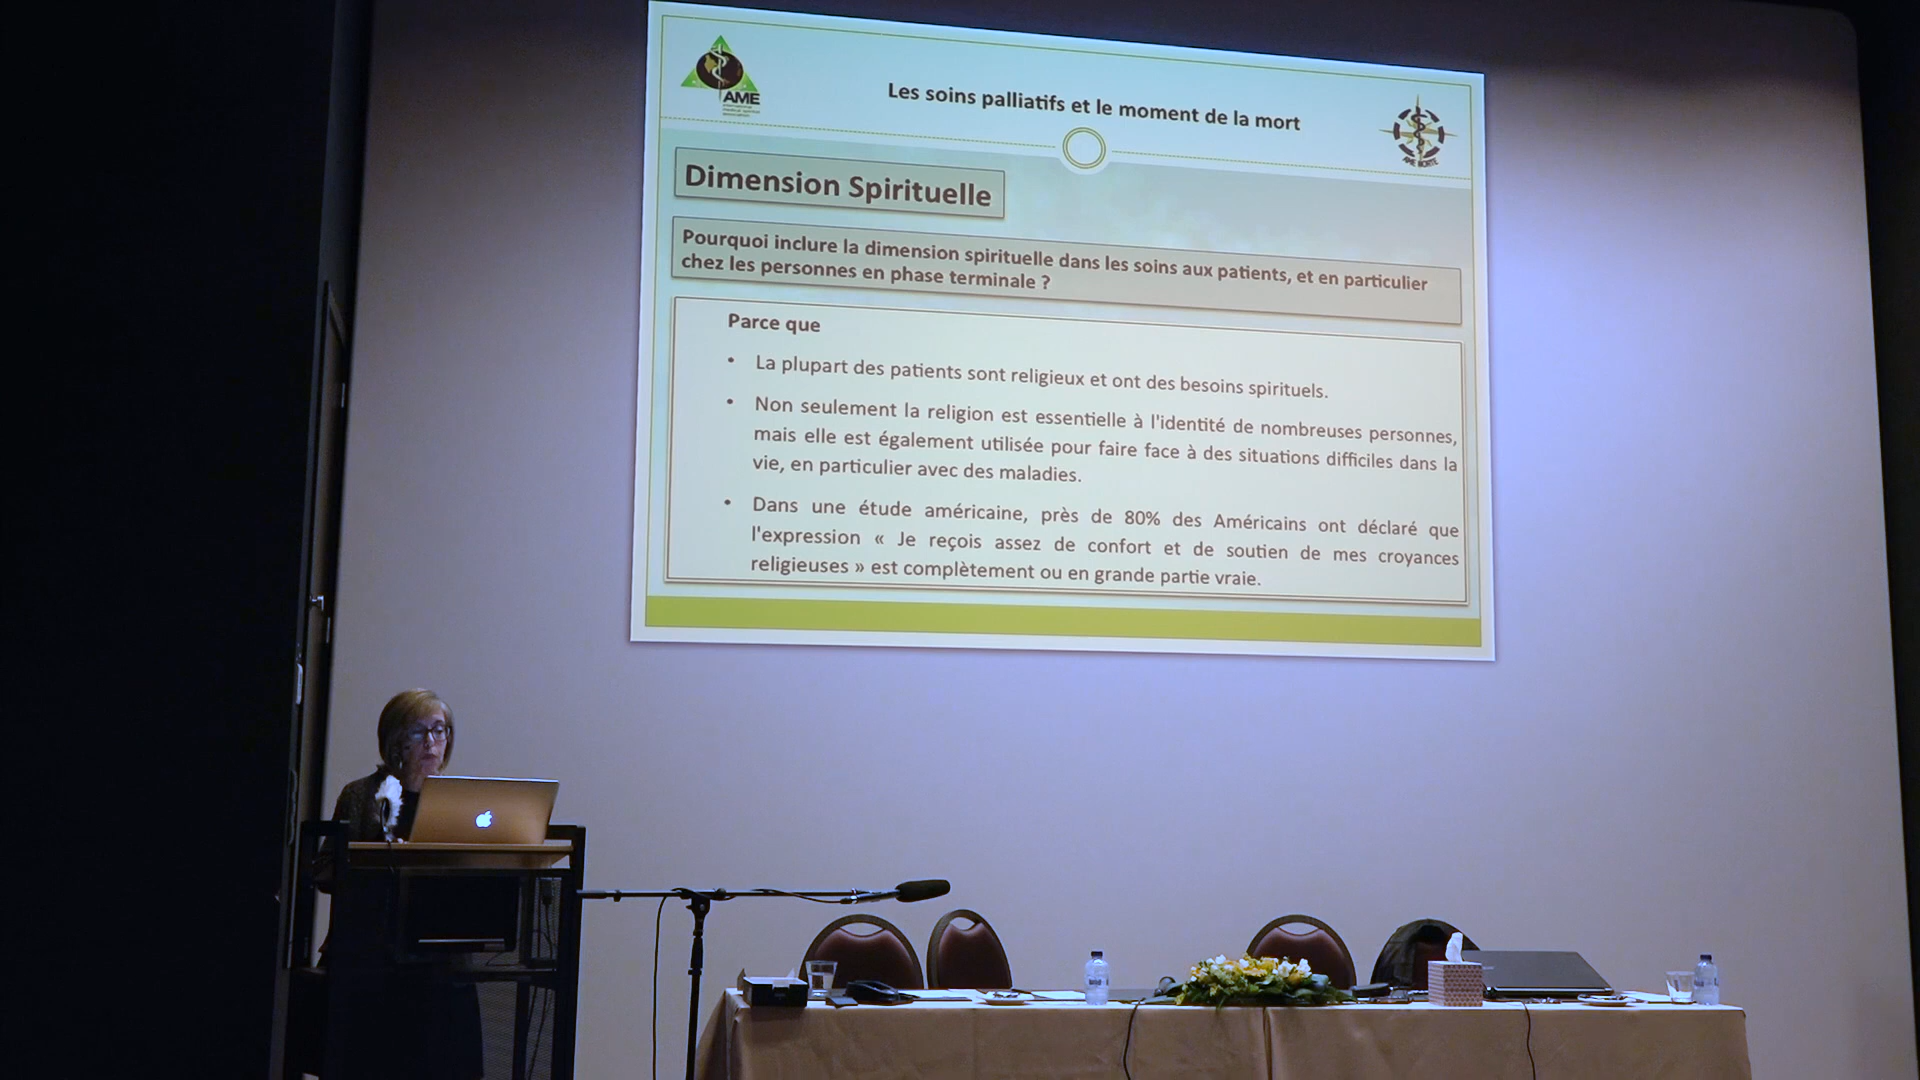 AME
Les soins palliatifs et le moment de la mort
AME NORTE
Dimension Spirituelle
Pourquoi inclure la dimension spirituelle dans les soins aux patients, et en particulier
chez les personnes en phase terminale ?
Parce que
• La plupart des patients sont religieux et ont des besoins spirituels.
• Non seulement la religion est essentielle à l'identité de nombreuses personnes,
mais elle est également utilisée pour faire face à des situations difficiles dans la
vie, en particulier avec des maladies.
• Dans une étude américaine, près de 80% des Américains ont déclaré que
l'expression « Je reçois assez de confort et de soutien de mes croyances
religieuses » est complètement ou en grande partie vraie.